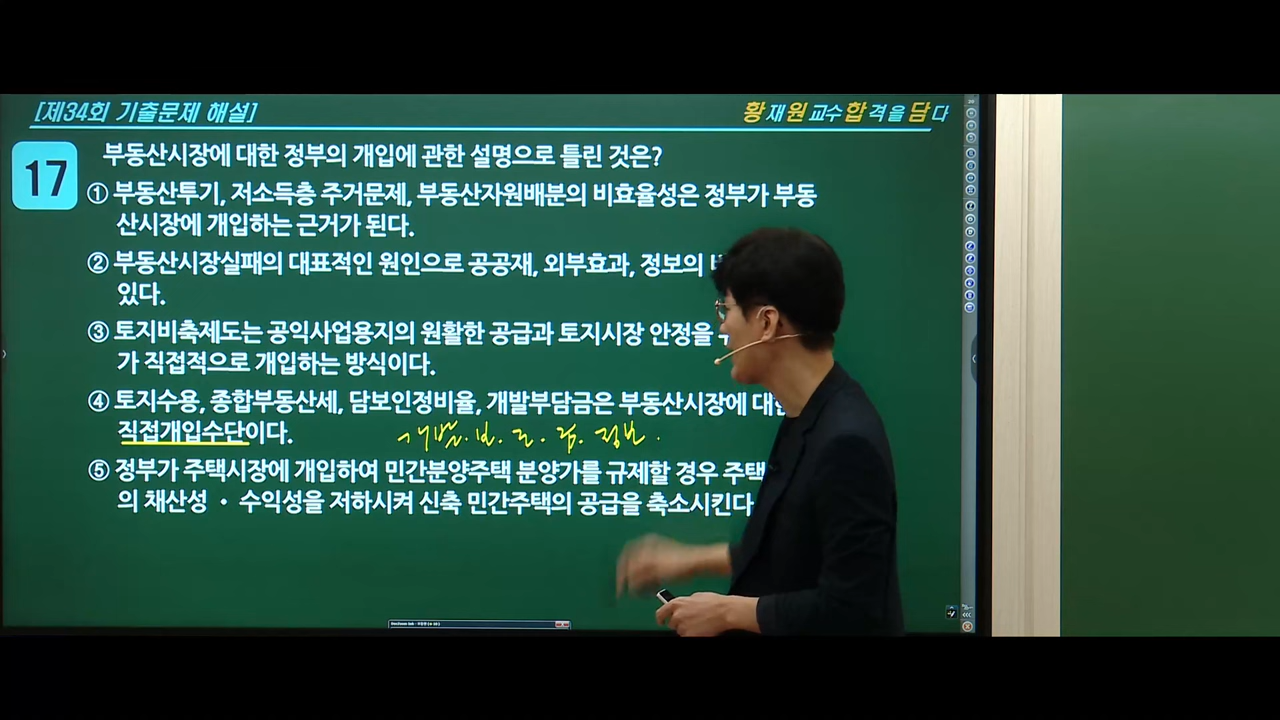 [제34회 기출문제 해설]
황재원 교수 합격을 담다
17
부동산시장에 대한 정부의 개입에 관한 설명으로 틀린 것은?
① 부동산투기, 저소득층 주거문제, 부동산자원배분의 비효율성은 정부가 부동
산시장에 개입하는 근거가 된다.
② 부동산시장실패의 대표적인 원인으로 공공재, 외부효과, 정보의
있다.
③ 토지비축제도는 공익사업용지의 원활한 공급과 토지시장 안정을
가 직접적으로 개입하는 방식이다.
④ 토지수용, 종합부동산세, 담보인정비율, 개발부담금은 부동산시장에
직접개입수단이다.
⑤ 정부가 주택시장에 개입하여 민간분양주택 분양가를 규제할 경우 주택
의 채산성 · 수익성을 저하시켜 신축 민간주택의 공급을 축소시킨다